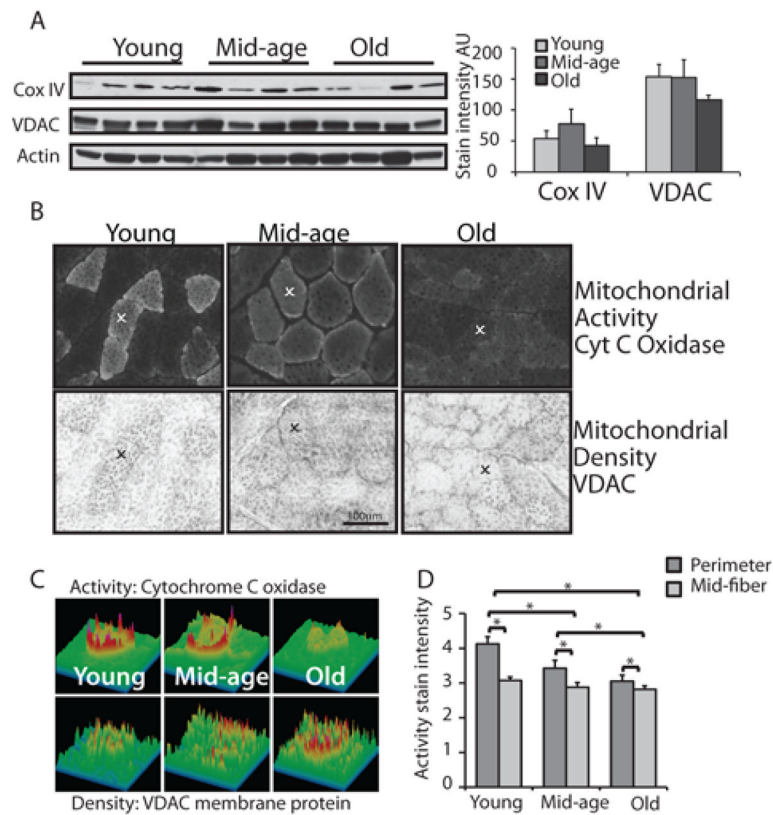 A
Young Mid-age Old
Cox IV
VDAC
Actin
Stain intensity AU
200
150
100
50
0
Young
Mid-age
Old
Cox IV VDAC
B
Young Mid-age Old
x x x
Mitochondrial
Activity
Cyt C Oxidase
x x x
100µm
Mitochondrial
Density
VDAC
C
Activity: Cytochrome C oxidase
Young Mid-age Old
Density: VDAC membrane protein
D
Perimeter
Mid-fiber
Activity stain intensity
5
4
3
2
1
0
*
*
*
*
*
*
Young Mid-age Old